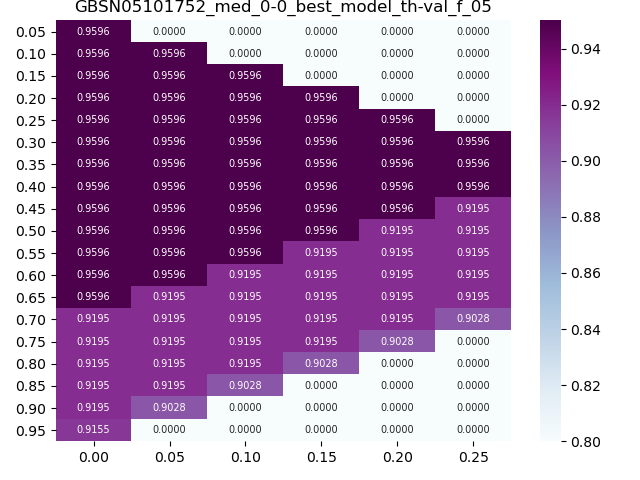 GBSN05101752_med_0-0_best_model_th-val_f_05
0.05 0.9596 0.0000 0.0000 0.0000 0.0000 0.0000
0.10 0.9596 0.9596 0.0000 0.0000 0.0000 0.0000
0.15 0.9596 0.9596 0.9596 0.0000 0.0000 0.0000
0.20 0.9596 0.9596 0.9596 0.9596 0.0000 0.0000
0.25 0.9596 0.9596 0.9596 0.9596 0.9596 0.0000
0.30 0.9596 0.9596 0.9596 0.9596 0.9596 0.9596
0.35 0.9596 0.9596 0.9596 0.9596 0.9596 0.9596
0.40 0.9596 0.9596 0.9596 0.9596 0.9596 0.9596
0.45 0.9596 0.9596 0.9596 0.9596 0.9596 0.9195
0.50 0.9596 0.9596 0.9596 0.9596 0.9195 0.9195
0.55 0.9596 0.9596 0.9596 0.9195 0.9195 0.9195
0.60 0.9596 0.9596 0.9195 0.9195 0.9195 0.9195
0.65 0.9596 0.9195 0.9195 0.9195 0.9195 0.9195
0.70 0.9195 0.9195 0.9195 0.9195 0.9195 0.9028
0.75 0.9195 0.9195 0.9195 0.9195 0.9028 0.0000
0.80 0.9195 0.9195 0.9195 0.9028 0.0000 0.0000
0.85 0.9195 0.9195 0.9028 0.0000 0.0000 0.0000
0.90 0.9195 0.9028 0.0000 0.0000 0.0000 0.0000
0.95 0.9155 0.0000 0.0000 0.0000 0.0000 0.0000
0.00 0.05 0.10 0.15 0.20 0.25
0.94
0.92
0.90
0.88
0.86
0.84
0.82
0.80